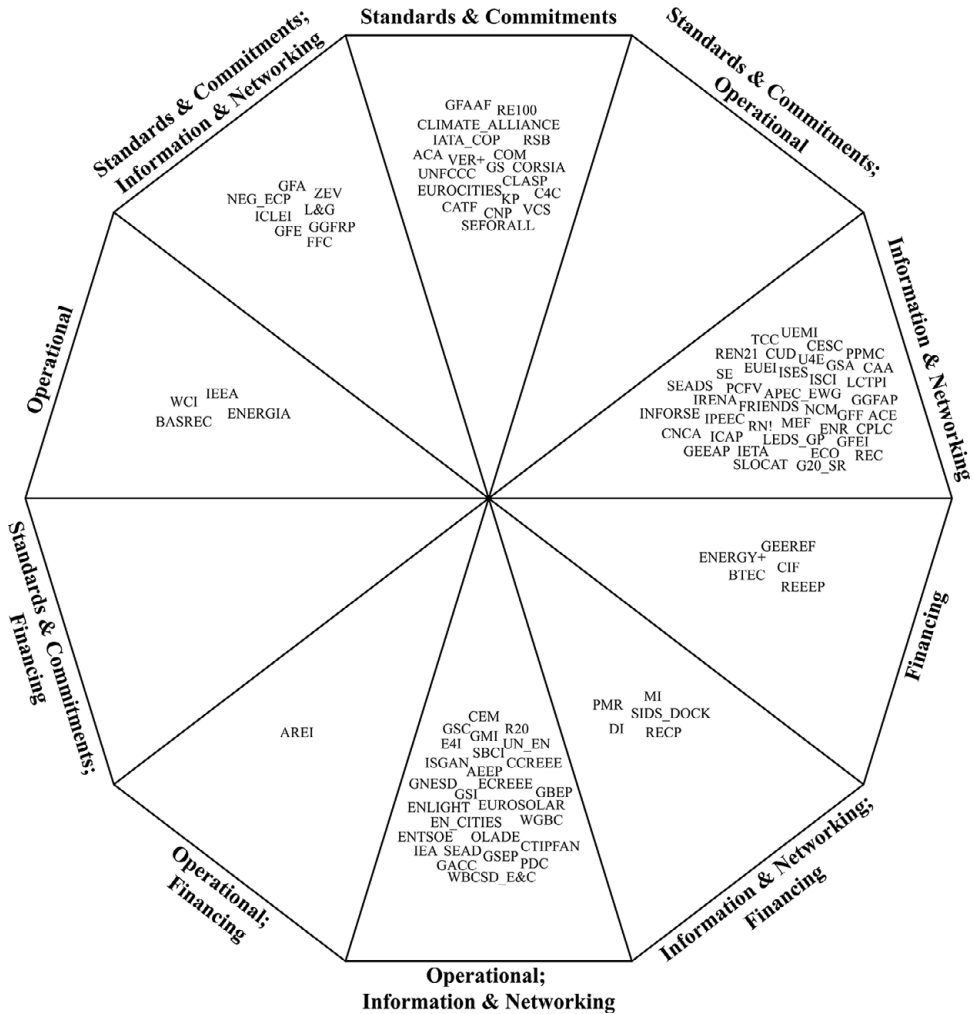 Standards & Commitments
Standards & Commitments;
Operational
Information & Networking
Financing
Information & Networking;
Financing
Operational;
Information & Networking
Operational;
Financing
Standards & Commitments;
Financing
Operational
Standards & Commitments;
Information & Networking
GFAAF RE100
CLIMATE_ALLIANCE
IATA_COP RSB
ACA VER+ COM
UNFCCC GS CORSIA
CLASP
EUROCITIES KP C4C
CATF CNP VCS
SEFORALL
GFA ZEV
NEG_ECP L&G
ICLEI
GFE GGFRP
FFC
TCC UEMI
CESC
REN21 CUD U4E PPMC
EUEI ISES GSA CAA
SE ISCI LCTPI
SEADS PCFV APEC_EWG
IRENA FRIENDS NCM GGFAP
INFORSE IPEEC RN! MEF GFF ACE
CNCA ICAP LEDS_GP ENR CPLC
GEEAP IETA ECO GFEI REC
SLOCAT G20_SR
WCI IEEA
BASREC ENERGIA
GEEREF
ENERGY+
BTEC CIF
REEEP
PMR MI
SIDS_DOCK
DI RECP
AREI
CEM
GSC R20
GMI
E4I UN_EN
SBCI
ISGAN CCREEE
AEEP
GNESD ECREEE
GSI GBEP
ENLIGHT EUROSOLAR
EN_CITIES WGBC
ENTSOE OLADE
CTIPFAN
IEA SEAD GSEP
GACC PDC
WBCSD_E&C